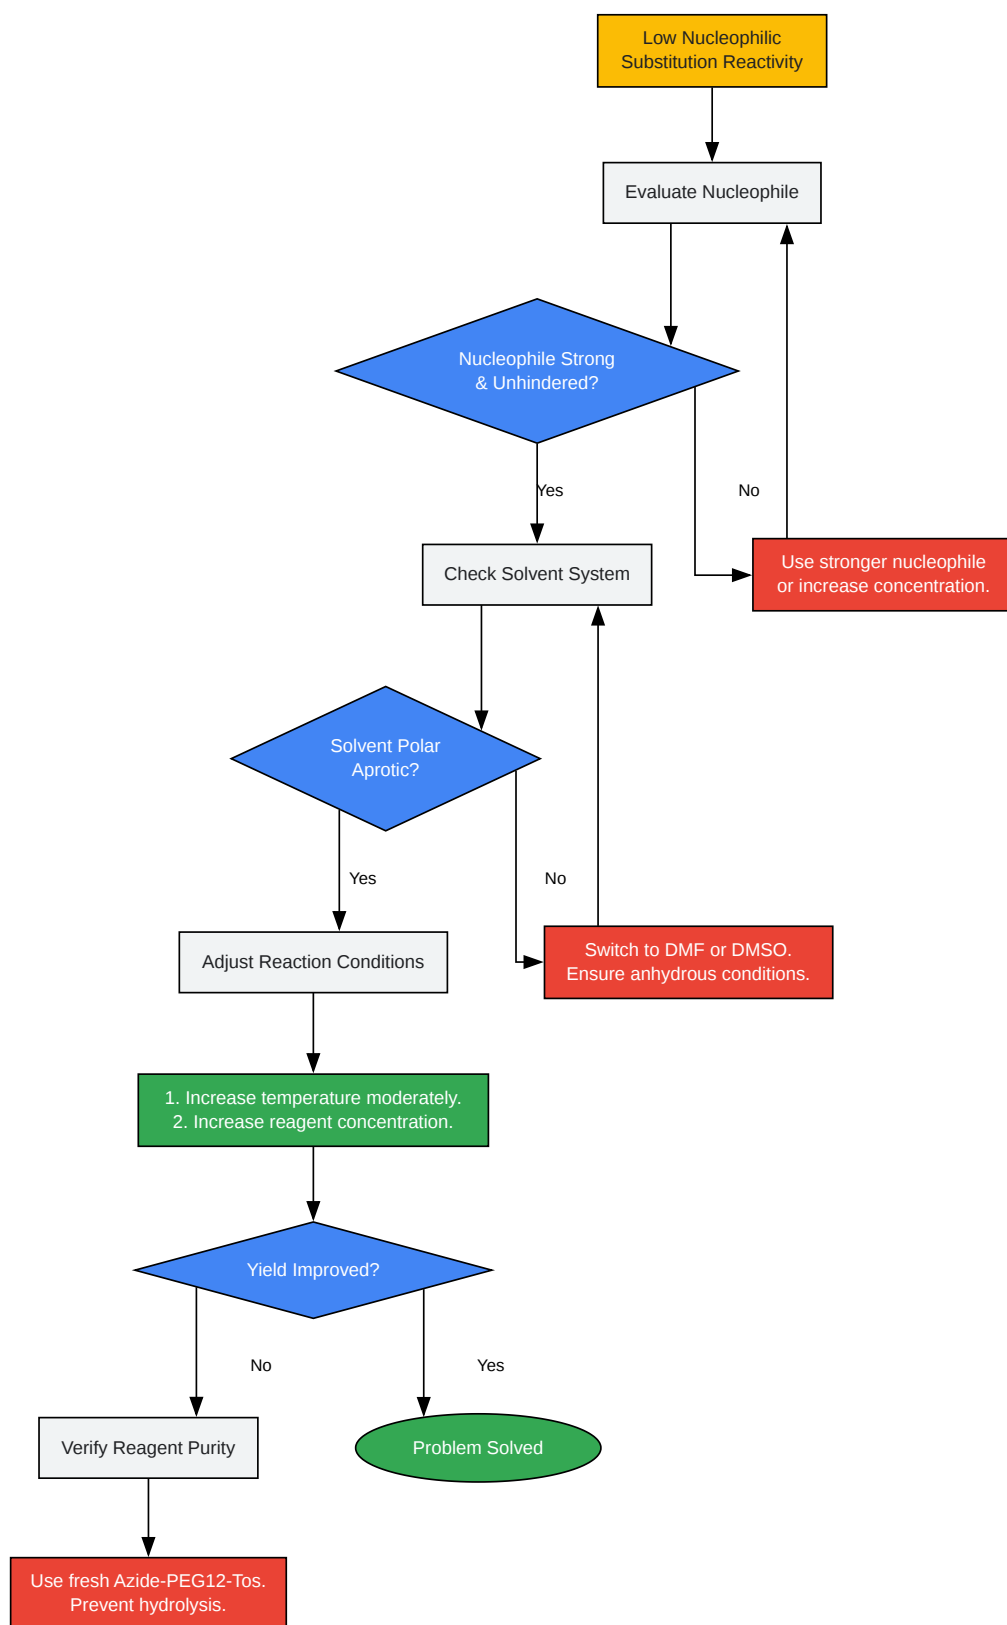 Low Nucleophilic
Substitution Reactivity
Evaluate Nucleophile
Nucleophile Strong
& Unhindered?
Yes
No
Use stronger nucleophile
or increase concentration.
Check Solvent System
Solvent Polar
Aprotic?
Yes
No
Switch to DMF or DMSO.
Ensure anhydrous conditions.
Adjust Reaction Conditions
1. Increase temperature moderately.
2. Increase reagent concentration.
Yield Improved?
No
Yes
Verify Reagent Purity
Problem Solved
Use fresh Azide-PEG12-Tos.
Prevent hydrolysis.